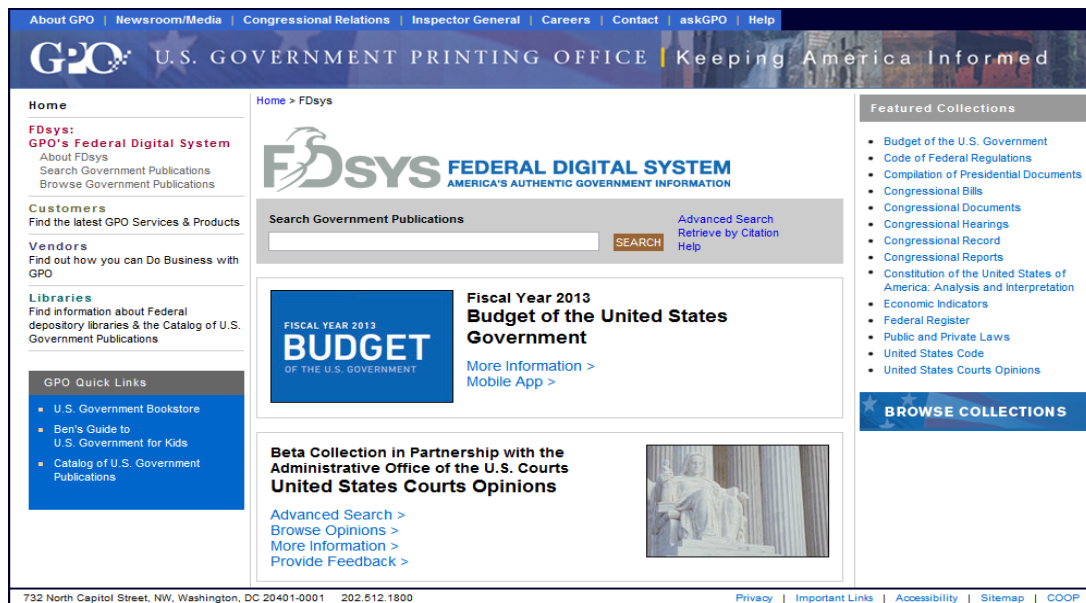 About GPO | Newsroom/Media | Congressional Relations | Inspector General | Careers | Contact | askGPO | Help
GPO U.S. GOVERNMENT PRINTING OFFICE | Keeping America Informed
Home
FDsys:
GPO's Federal Digital System
About FDsys
Search Government Publications
Browse Government Publications
Customers
Find the latest GPO Services & Products
Vendors
Find out how you can Do Business with
GPO
Libraries
Find information about Federal
depository libraries & the Catalog of U.S.
Government Publications
GPO Quick Links
U.S. Government Bookstore
Ben's Guide to
U.S. Government for Kids
Catalog of U.S. Government
Publications
Home > FDsys
FDSYS FEDERAL DIGITAL SYSTEM
AMERICA'S AUTHENTIC GOVERNMENT INFORMATION
Search Government Publications
SEARCH
Advanced Search
Retrieve by Citation
Help
FISCAL YEAR 2013
BUDGET
OF THE U.S. GOVERNMENT
Fiscal Year 2013
Budget of the United States
Government
More Information >
Mobile App >
Beta Collection in Partnership with the
Administrative Office of the U.S. Courts
United States Courts Opinions
Advanced Search >
Browse Opinions >
More Information >
Provide Feedback >
Featured Collections
Budget of the U.S. Government
Code of Federal Regulations
Compilation of Presidential Documents
Congressional Bills
Congressional Documents
Congressional Hearings
Congressional Record
Congressional Reports
Constitution of the United States of
America: Analysis and Interpretation
Economic Indicators
Federal Register
Public and Private Laws
United States Code
United States Courts Opinions
BROWSE COLLECTIONS
732 North Capitol Street, NW, Washington, DC 20401-0001 202.512.1800
Privacy | Important Links | Accessibility | Sitemap | COOP